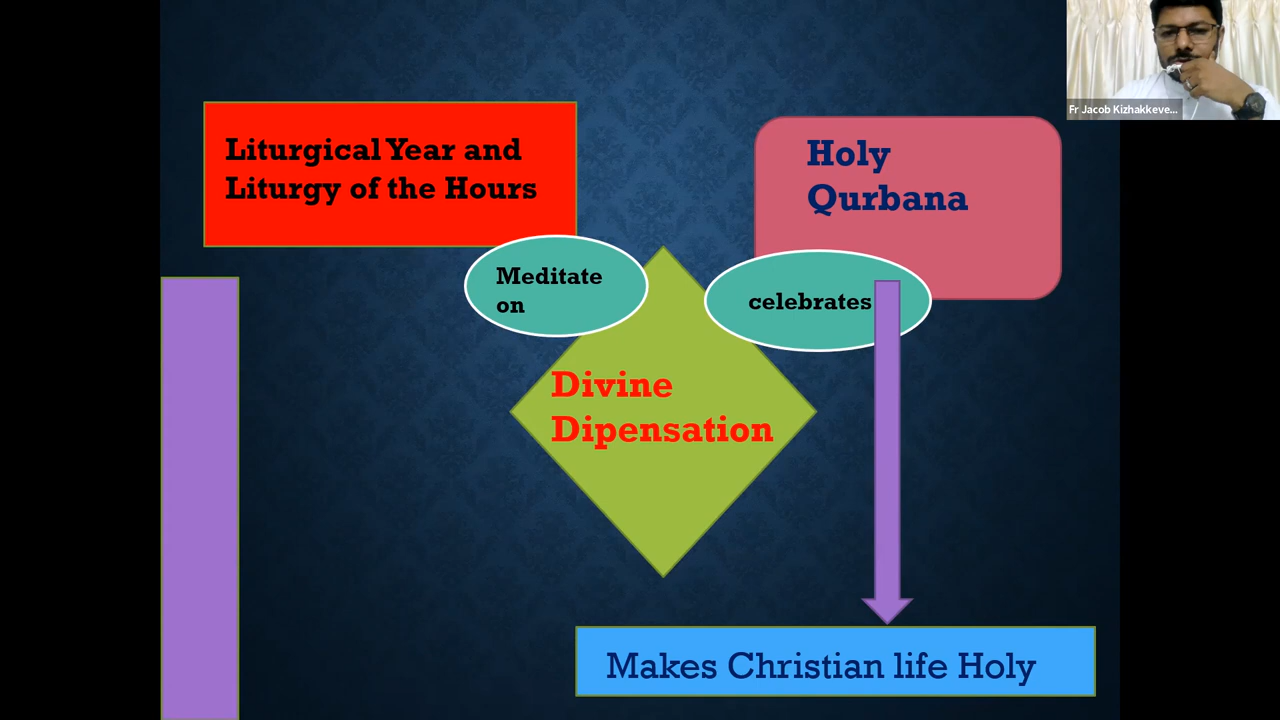 Fr Jacob Kizhakkeve...
Liturgical Year and
Liturgy of the Hours
Holy
Qurbana
Meditate
on
celebrates
Divine
Dipensation
Makes Christian life Holy